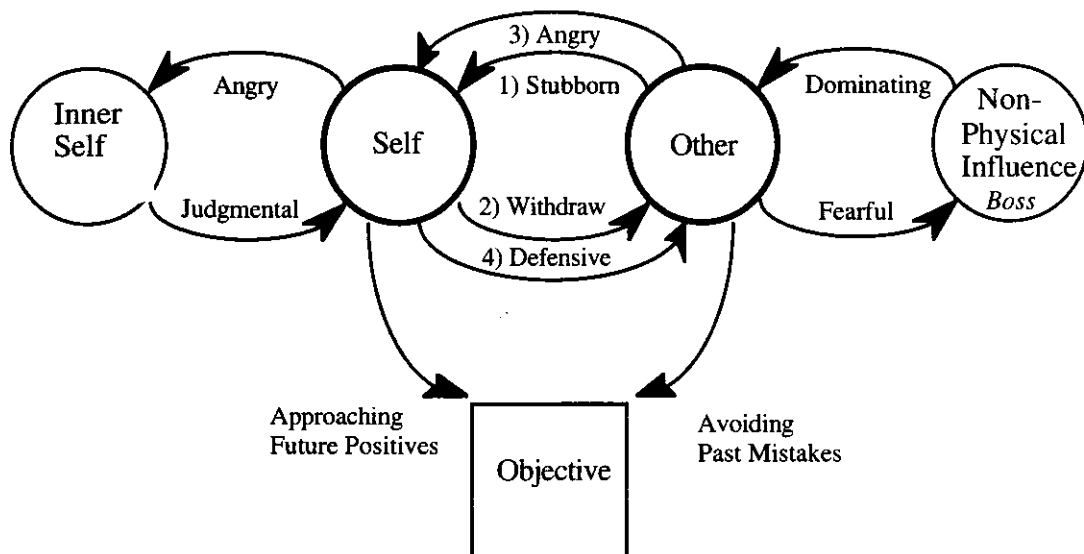 3) Angry
Angry
1) Stubborn
Dominating
Inner
Self
Self
Other
Non-
Physical
Influence
Boss
Judgmental
2) Withdraw
Fearful
4) Defensive
Approaching
Future Positives
Avoiding
Past Mistakes
Objective